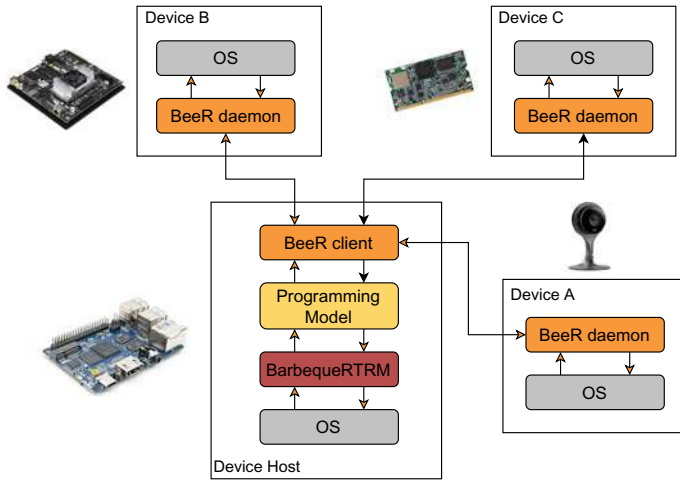 Device B
OS
BeeR daemon
Device C
OS
BeeR daemon
BeeR client
Programming
Model
BarbequeRTRM
OS
Device Host
Device A
BeeR daemon
OS